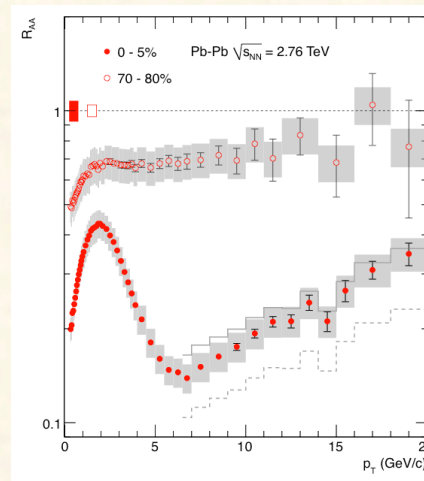 R_AA
0 - 5%
Pb-Pb √s_NN = 2.76 TeV
70 - 80%
1
0.1
0
5
10
15
2
p_T (GeV/c)